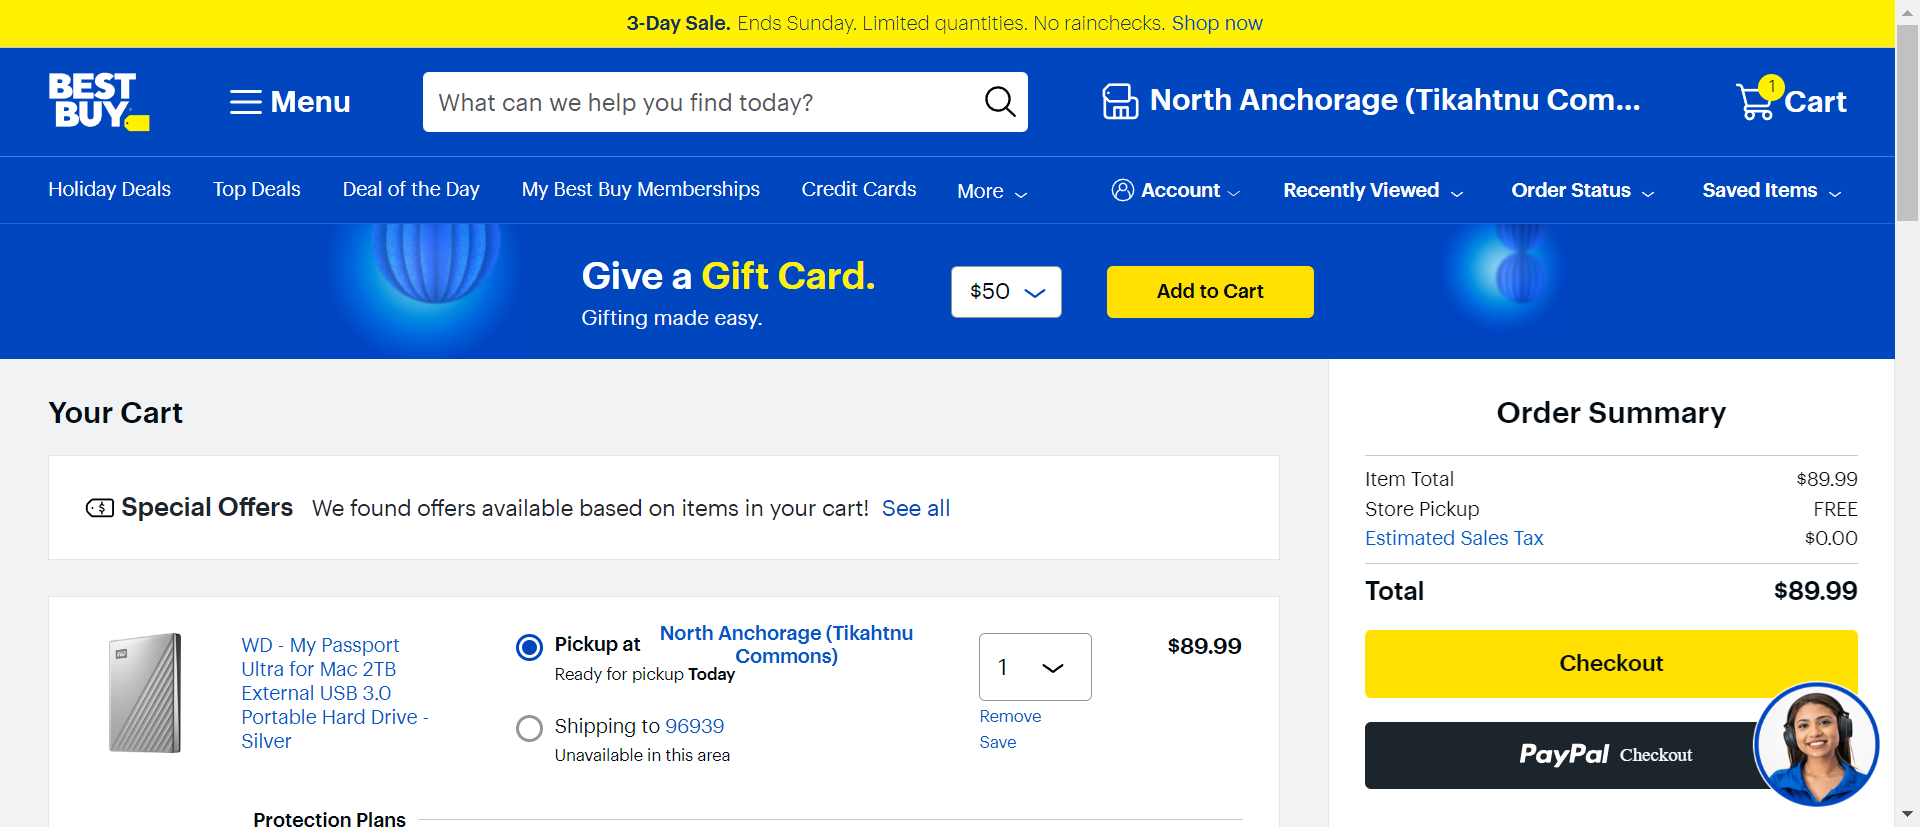 3-Day Sale. Ends Sunday. Limited quantities. No rainchecks. Shop now
BEST BUY
Menu
What can we help you find today?
North Anchorage (Tikahtnu Com...
1
Cart
Holiday Deals
Top Deals
Deal of the Day
My Best Buy Memberships
Credit Cards
More
Account
Recently Viewed
Order Status
Saved Items
Give a Gift Card.
Gifting made easy.
$50
Add to Cart
Your Cart
Special Offers We found offers available based on items in your cart! See all
WD
WD - My Passport
Ultra for Mac 2TB
External USB 3.0
Portable Hard Drive -
Silver
Pickup at North Anchorage (Tikahtnu
Commons)
Ready for pickup Today
Shipping to 96939
Unavailable in this area
1
Remove
Save
$89.99
Protection Plans
Order Summary
Item Total $89.99
Store Pickup FREE
Estimated Sales Tax $0.00
Total $89.99
Checkout
PayPal Checkout